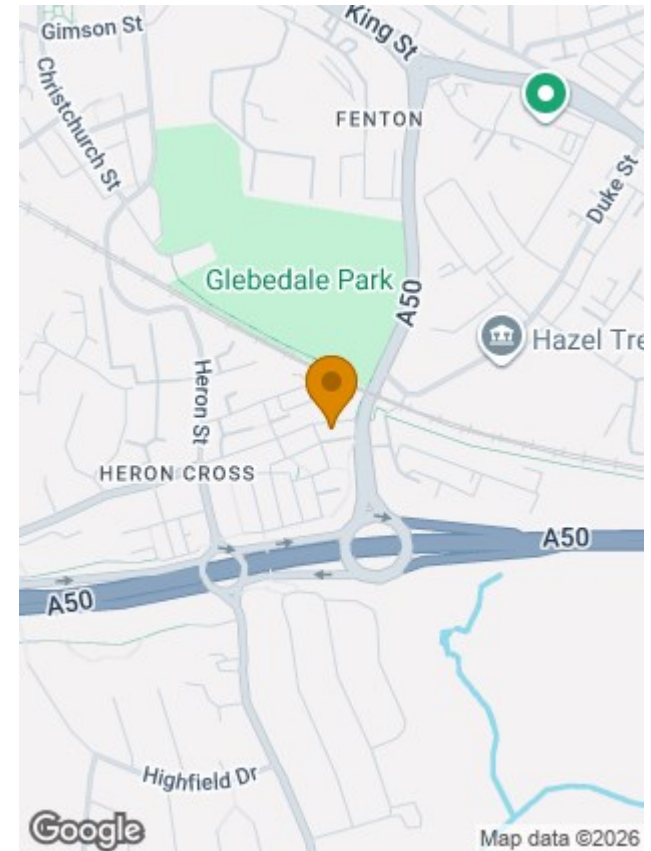 Gimson St
King St
Christchurch St
FENTON
Duke St
Glebedale Park
A50
Hazel Tre
Heron St
HERON CROSS
A50
A50
Highfield Dr
Google
Map data ©2026